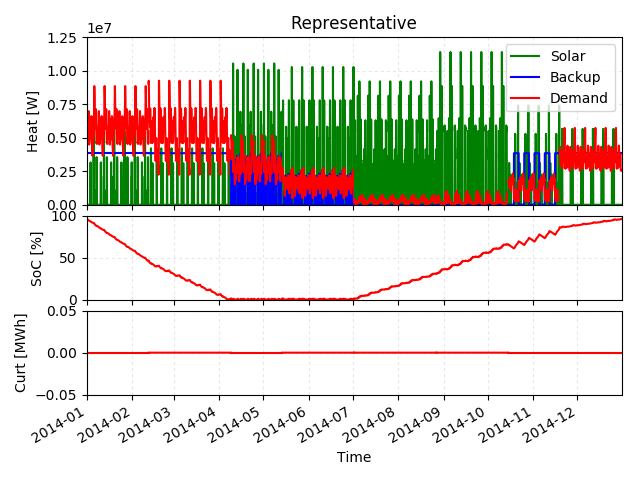 Representative
1e7
Heat [W]
1.25
1.00
0.75
0.50
0.25
0.00
Solar
Backup
Demand
SoC [%]
100
50
0
Curt [MWh]
0.05
0.00
−0.05
2014-01
2014-02
2014-03
2014-04
2014-05
2014-06
2014-07
2014-08
2014-09
2014-10
2014-11
2014-12
Time